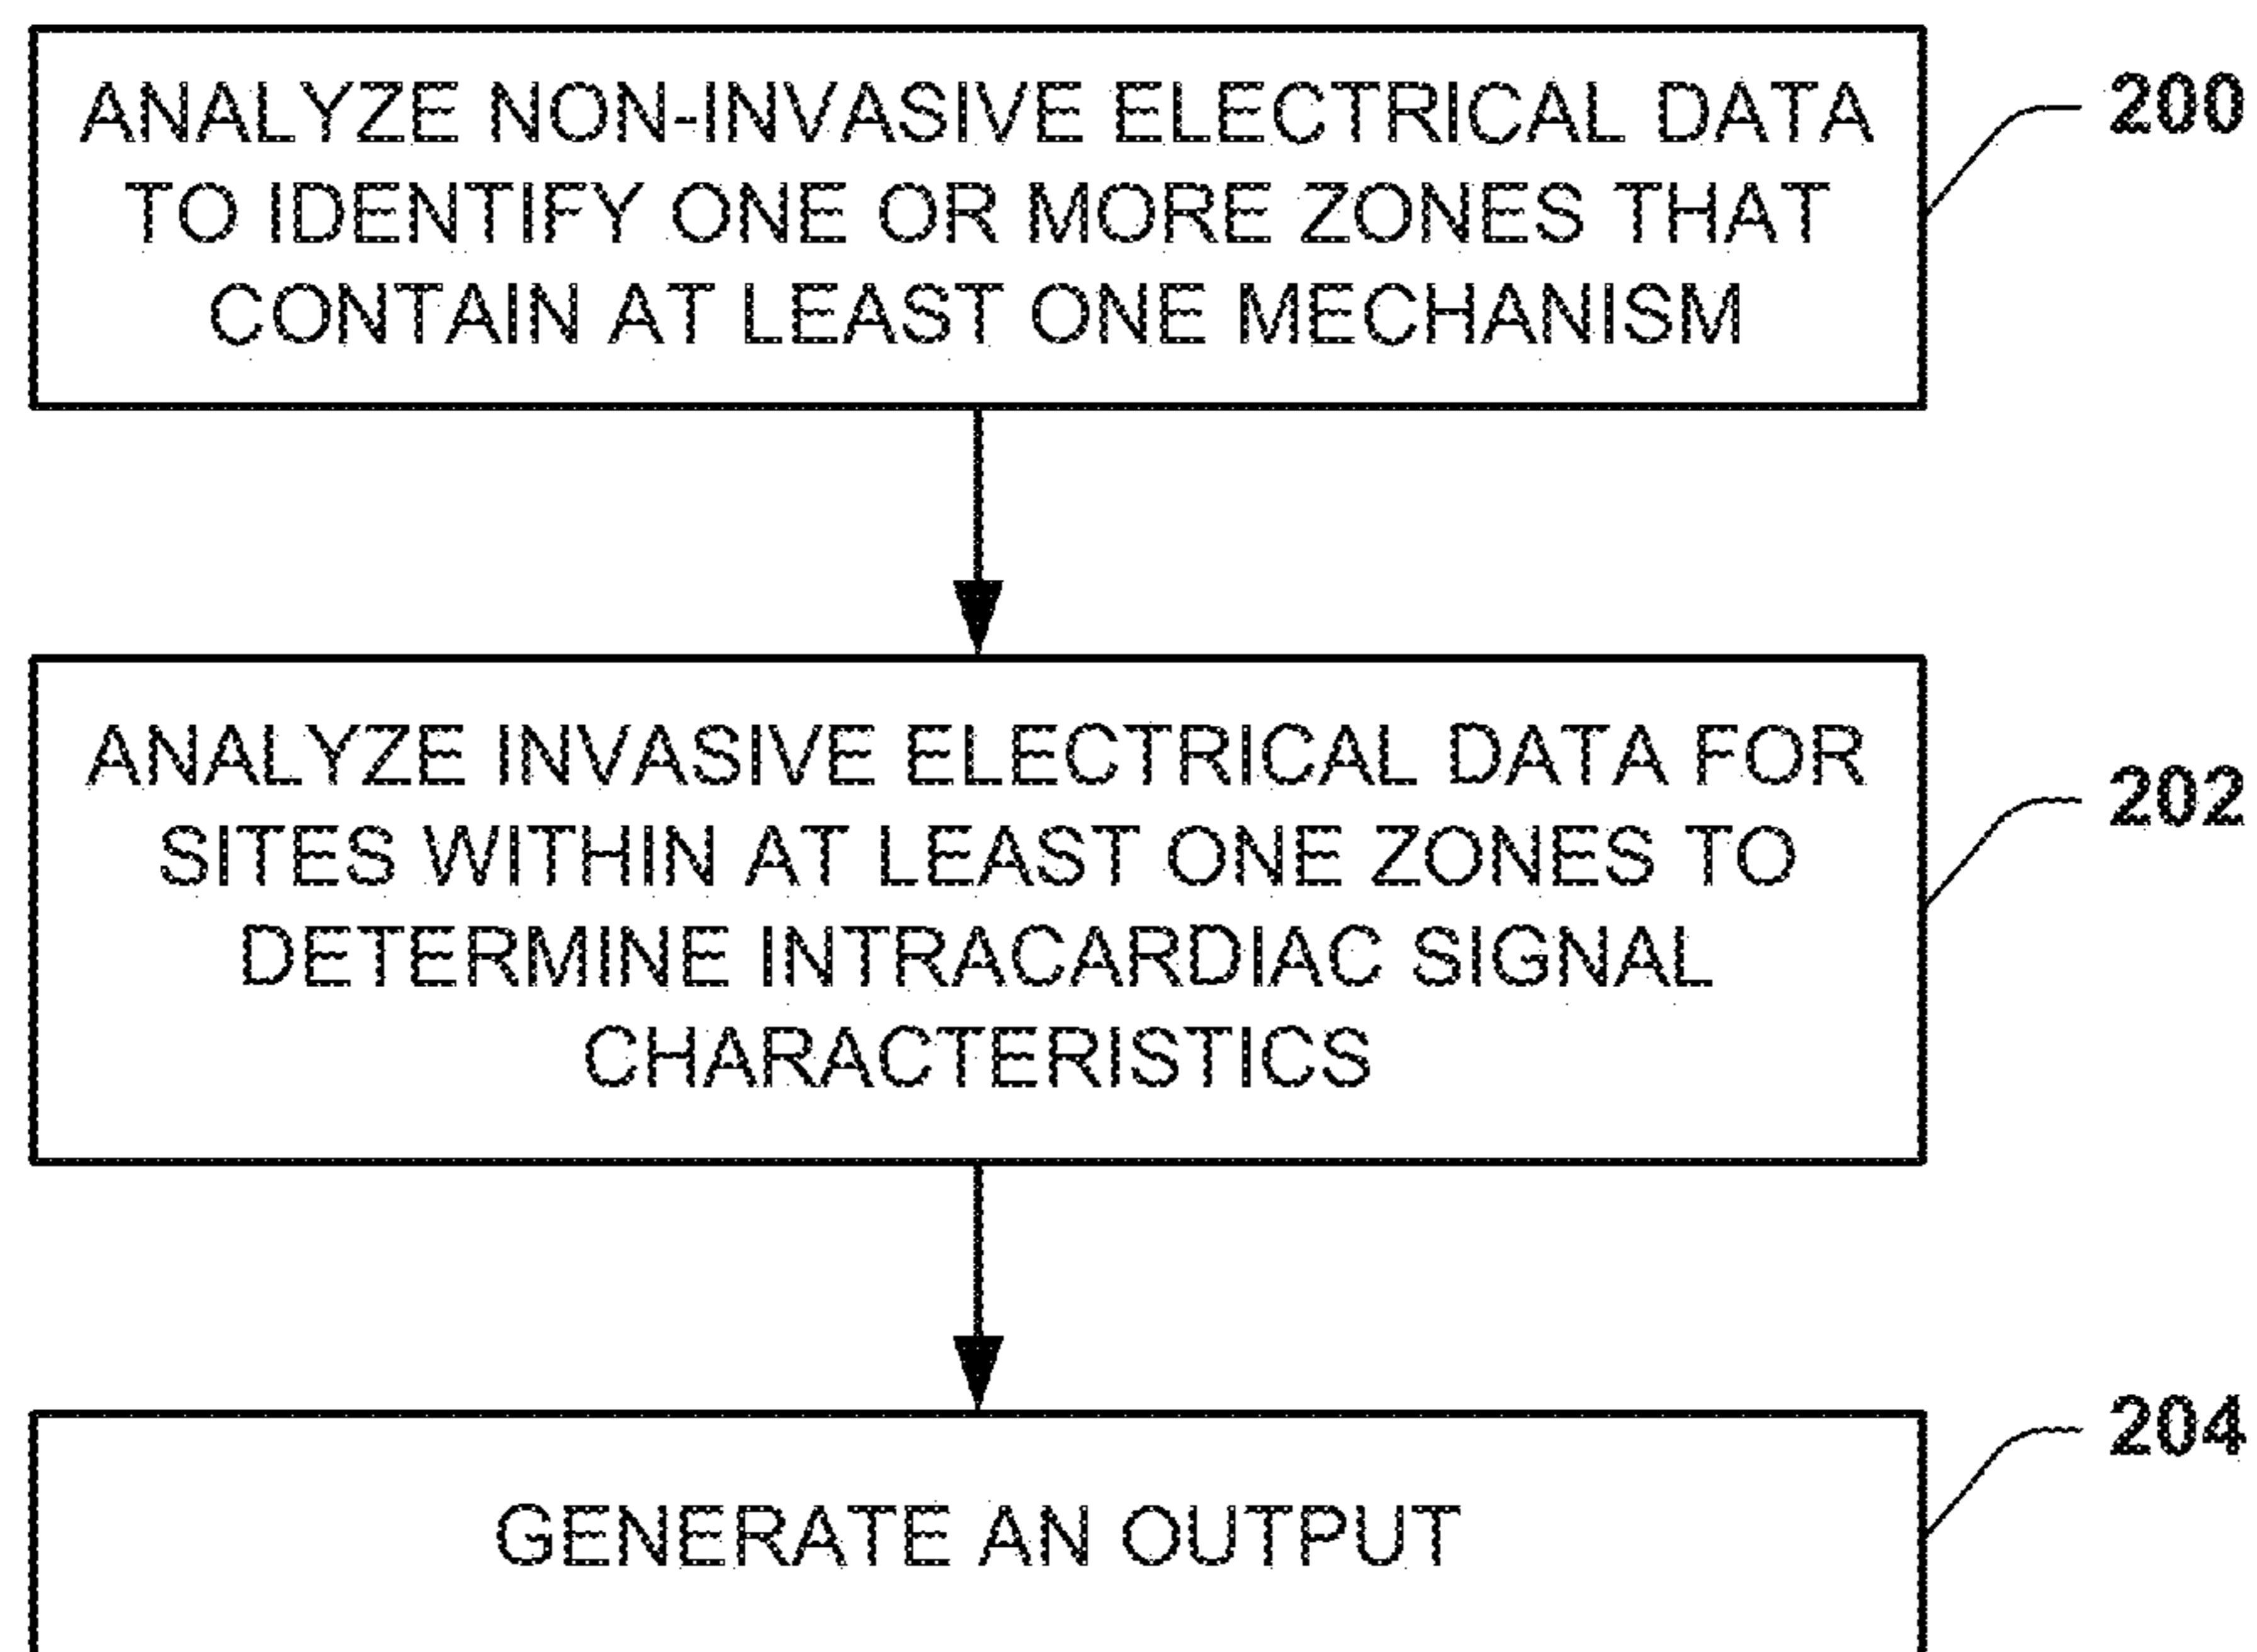 ANALYZE NON-INVASIVE ELECTRICAL DATA
TO IDENTIFY ONE OR MORE ZONES THAT
CONTAIN AT LEAST ONE MECHANISM
200
ANALYZE INVASIVE ELECTRICAL DATA FOR
SITES WITHIN AT LEAST ONE ZONES TO
DETERMINE INTRACARDIAC SIGNAL
CHARACTERISTICS
202
GENERATE AN OUTPUT
204